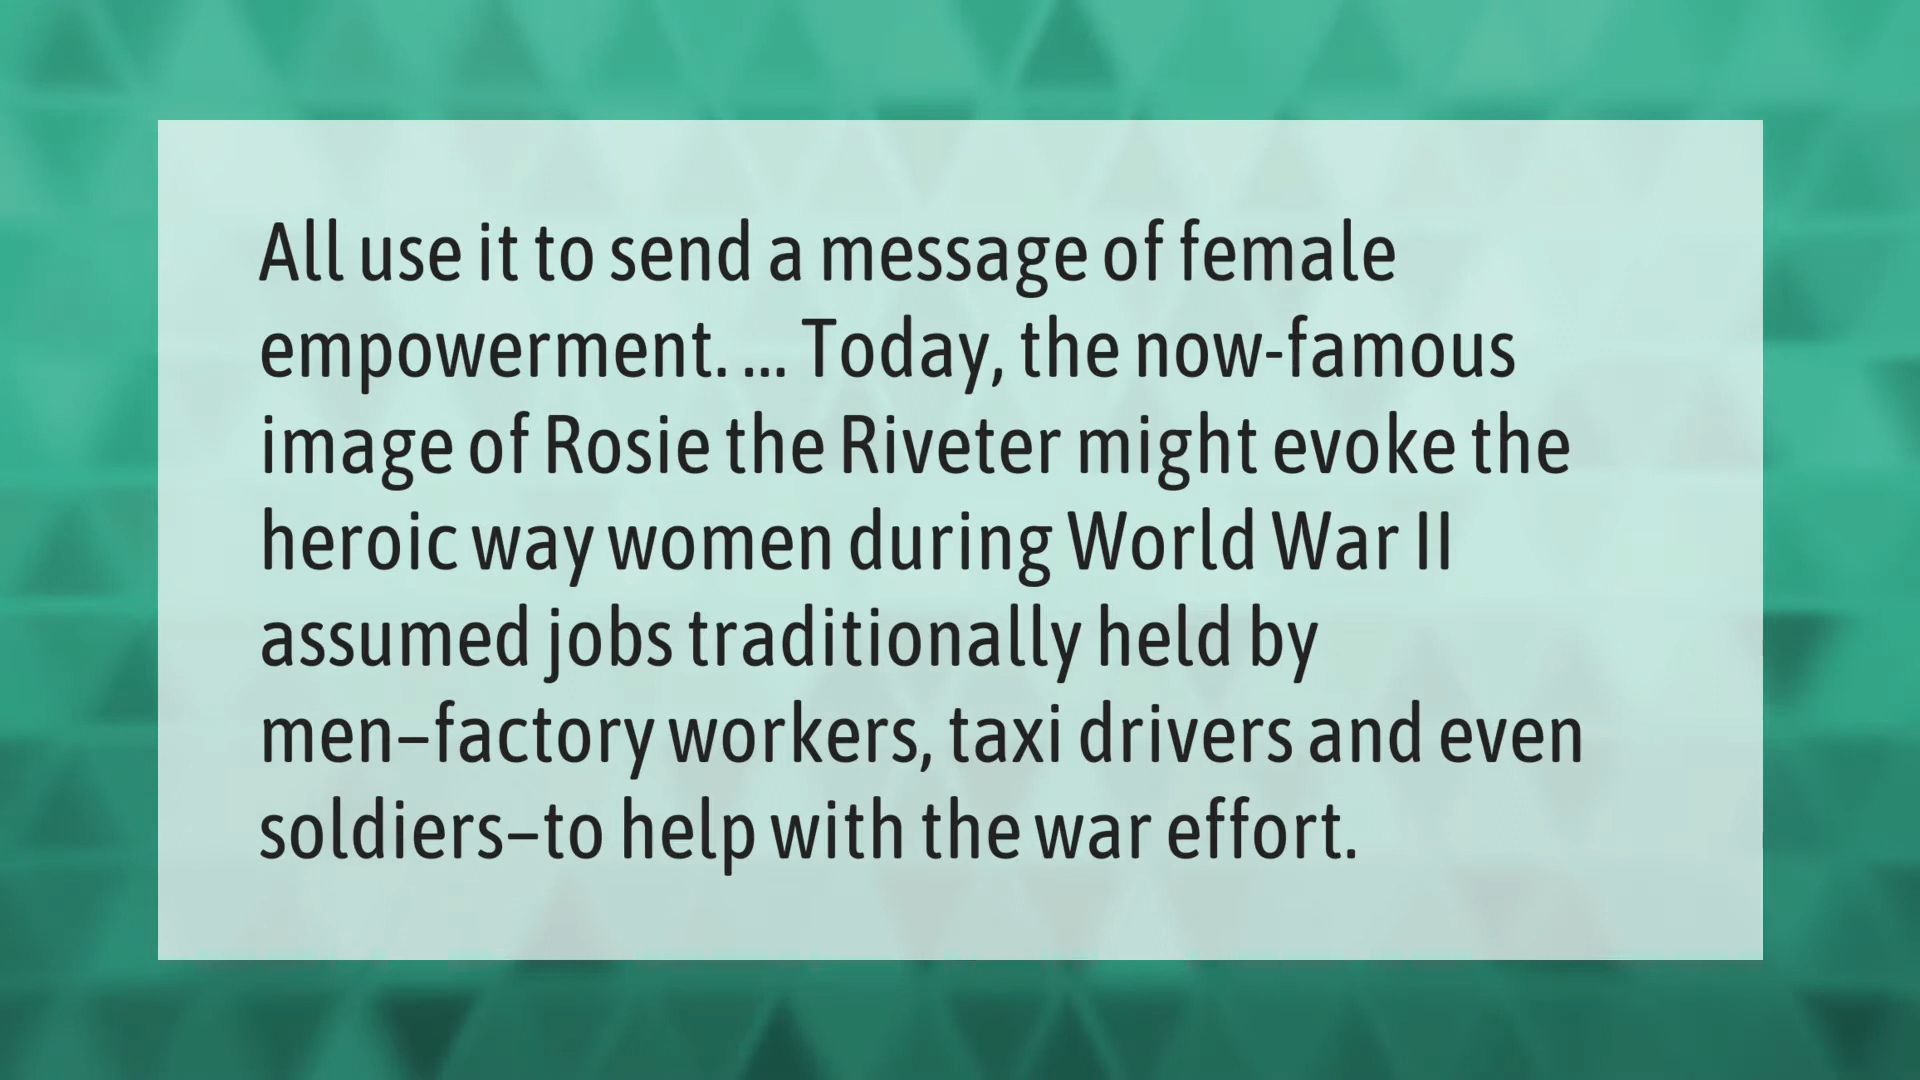 All use it to send a message of female
empowerment. ... Today, the now-famous
image of Rosie the Riveter might evoke the
heroic way women during World War II
assumed jobs traditionally held by
men–factory workers, taxi drivers and even
soldiers–to help with the war effort.